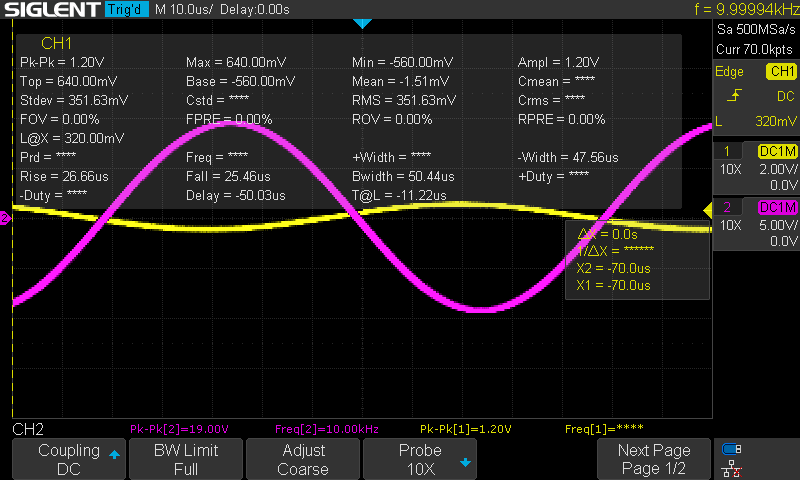 SIGLENT Trig'd M 10.0us/ Delay:0.00s f = 9.99994kHz
Sa 500MSa/s
Curr 70.0kpts
Edge CH1
DC
L 320mV
1 DC1M
10X 2.00V/
0.0V
2 DC1M
10X 5.00V/
0.0V
CH1
Pk-Pk = 1.20V Max = 640.00mV Min = -560.00mV Ampl = 1.20V
Top = 640.00mV Base = -560.00mV Mean = -1.51mV Cmean = ****
Stdev = 351.63mV Cstd = **** RMS = 351.63mV Crms = ****
FOV = 0.00% FPRE = 0.00% ROV = 0.00% RPRE = 0.00%
L@X = 320.00mV
Prd = **** Freq = **** +Width = **** -Width = 47.56us
Rise = 26.66us Fall = 25.46us Bwidth = 50.44us +Duty = ****
-Duty = **** Delay = -50.03us T@L = -11.22us
2
△X = 0.0s
1/△X = ******
X2 = -70.0us
X1 = -70.0us
CH2 Pk-Pk[2]=19.00V Freq[2]=10.00kHz Pk-Pk[1]=1.20V Freq[1]=****
Coupling BW Limit Adjust Probe Next Page
DC Full Coarse 10X Page 1/2